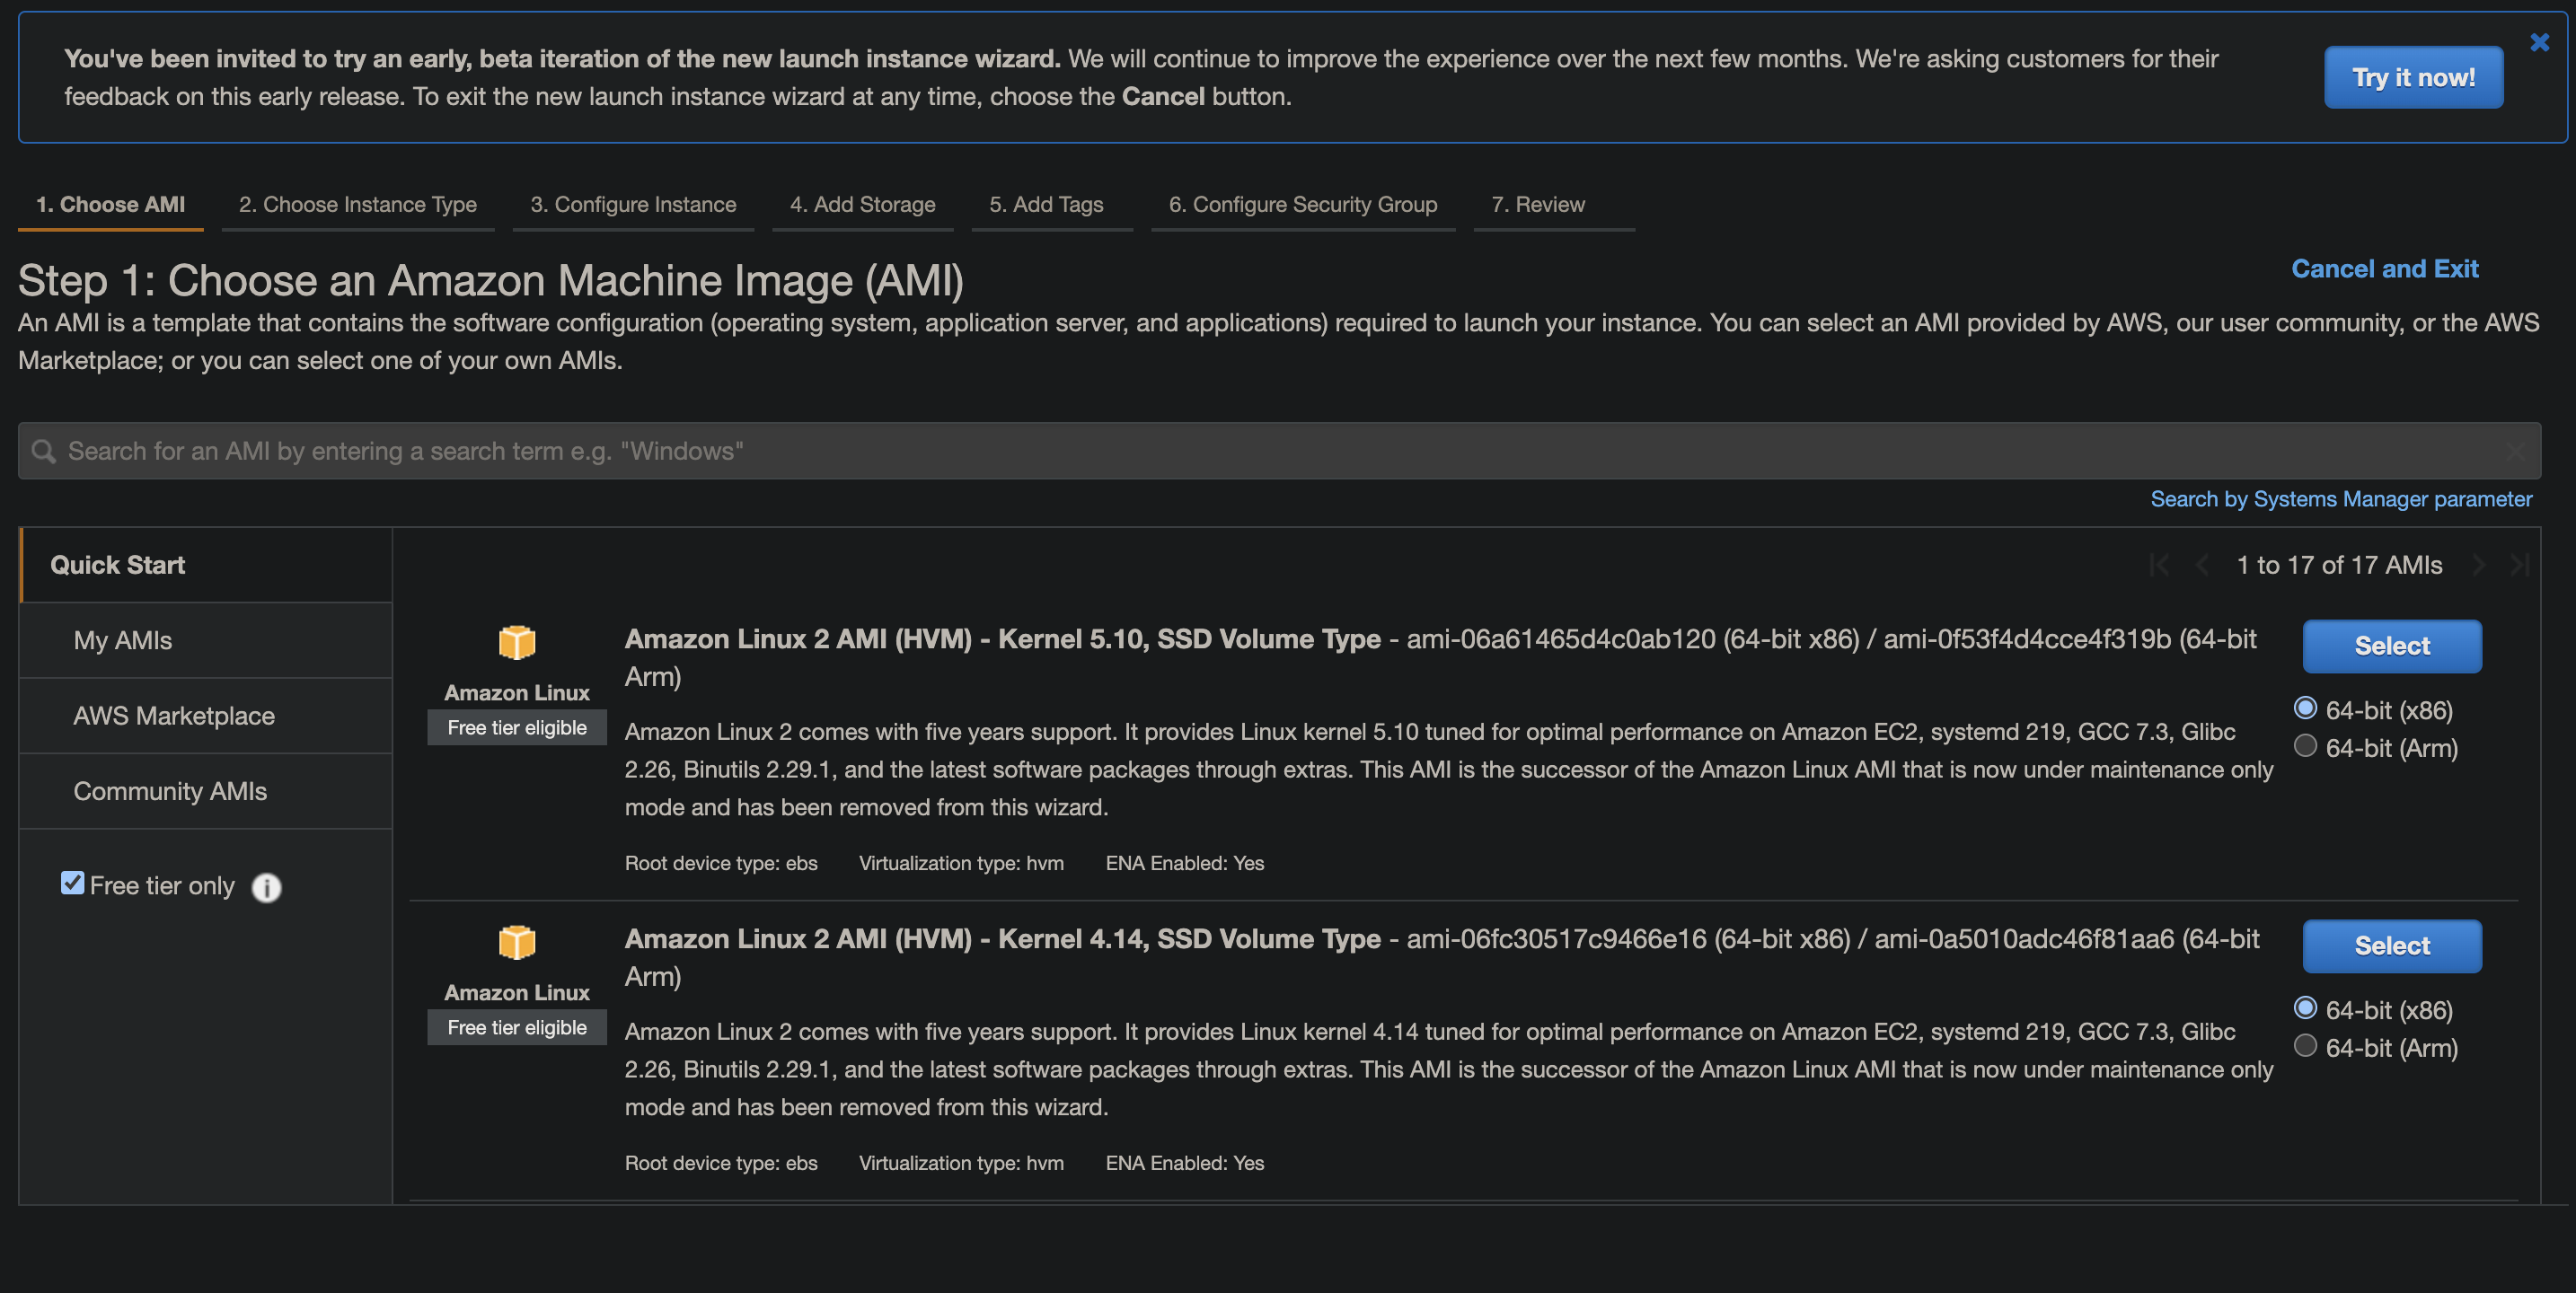 You've been invited to try an early, beta iteration of the new launch instance wizard. We will continue to improve the experience over the next few months. We're asking customers for their
feedback on this early release. To exit the new launch instance wizard at any time, choose the Cancel button.
Try it now!
1. Choose AMI
2. Choose Instance Type
3. Configure Instance
4. Add Storage
5. Add Tags
6. Configure Security Group
7. Review
Step 1: Choose an Amazon Machine Image (AMI)
Cancel and Exit
An AMI is a template that contains the software configuration (operating system, application server, and applications) required to launch your instance. You can select an AMI provided by AWS, our user community, or the AWS
Marketplace; or you can select one of your own AMIs.
Search for an AMI by entering a search term e.g. "Windows"
Search by Systems Manager parameter
Quick Start
My AMIs
AWS Marketplace
Community AMIs
Free tier only
1 to 17 of 17 AMIs
Amazon Linux
Free tier eligible
Amazon Linux 2 AMI (HVM) - Kernel 5.10, SSD Volume Type - ami-06a61465d4c0ab120 (64-bit x86) / ami-0f53f4d4cce4f319b (64-bit
Arm)
Amazon Linux 2 comes with five years support. It provides Linux kernel 5.10 tuned for optimal performance on Amazon EC2, systemd 219, GCC 7.3, Glibc
2.26, Binutils 2.29.1, and the latest software packages through extras. This AMI is the successor of the Amazon Linux AMI that is now under maintenance only
mode and has been removed from this wizard.
Root device type: ebs Virtualization type: hvm ENA Enabled: Yes
Select
64-bit (x86)
64-bit (Arm)
Amazon Linux
Free tier eligible
Amazon Linux 2 AMI (HVM) - Kernel 4.14, SSD Volume Type - ami-06fc30517c9466e16 (64-bit x86) / ami-0a5010adc46f81aa6 (64-bit
Arm)
Amazon Linux 2 comes with five years support. It provides Linux kernel 4.14 tuned for optimal performance on Amazon EC2, systemd 219, GCC 7.3, Glibc
2.26, Binutils 2.29.1, and the latest software packages through extras. This AMI is the successor of the Amazon Linux AMI that is now under maintenance only
mode and has been removed from this wizard.
Root device type: ebs Virtualization type: hvm ENA Enabled: Yes
Select
64-bit (x86)
64-bit (Arm)